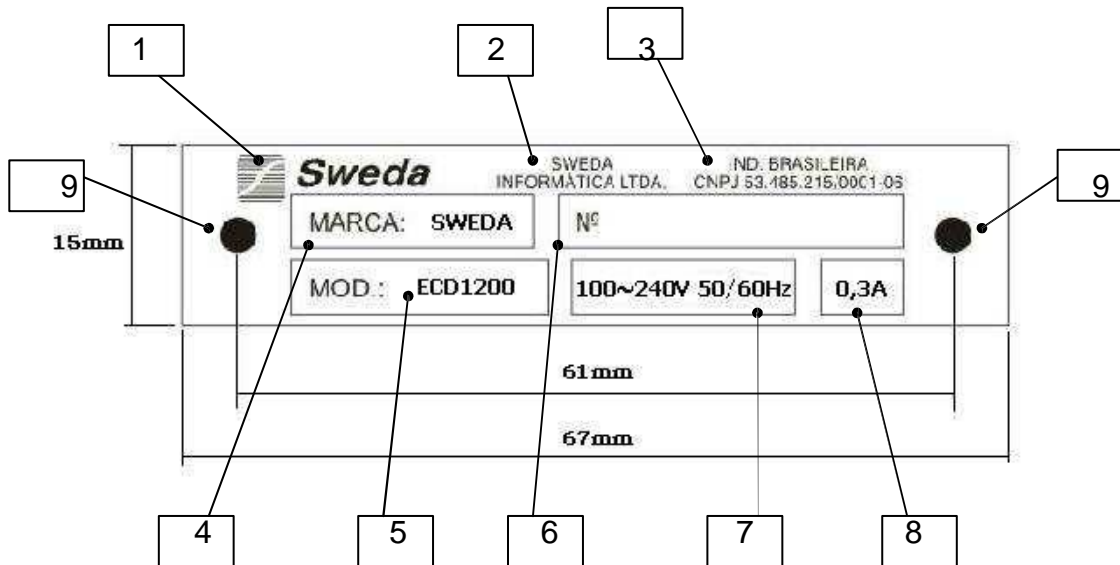 1
2
3
Sweda
SWEDA
INFORMÁTICA LTDA.
IND. BRASILEIRA
CNPJ 53.485.215/0001-06
9
9
MARCA: SWEDA
Nº
15mm
MOD.: ECD1200
100~240V 50/60Hz
0,3A
61mm
67mm
4
5
6
7
8